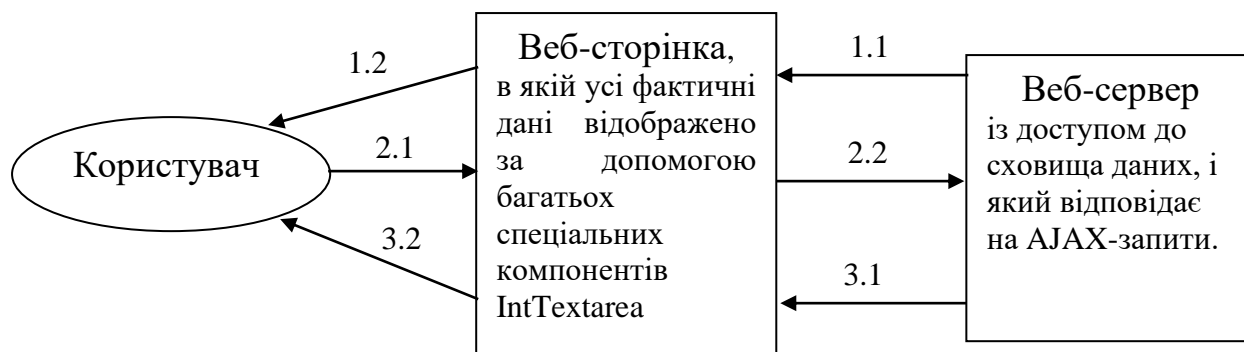 Користувач
1.2
2.1
3.2
Веб-сторінка,
в якій усі фактичні
дані відображено
за допомогою
багатьох
спеціальних
компонентів
IntTextarea
1.1
2.2
3.1
Веб-сервер
із доступом до
сховища даних, і
який відповідає
на AJAX-запити.